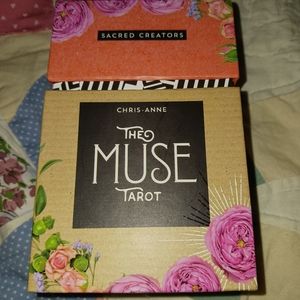 SACRED CREATORS
CHRIS-ANNE
THE
MUSE
TAROT